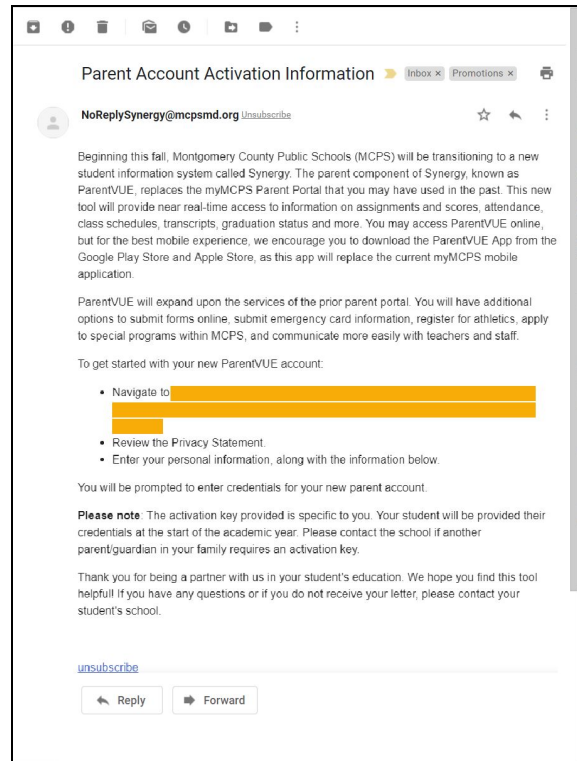 Parent Account Activation Information Inbox × Promotions ×
NoReplySynergy@mcpsmd.org Unsubscribe
Beginning this fall, Montgomery County Public Schools (MCPS) will be transitioning to a new
student information system called Synergy. The parent component of Synergy, known as
ParentVUE, replaces the myMCPS Parent Portal that you may have used in the past. This new
tool will provide near real-time access to information on assignments and scores, attendance,
class schedules, transcripts, graduation status and more. You may access ParentVUE online,
but for the best mobile experience, we encourage you to download the ParentVUE App from the
Google Play Store and Apple Store, as this app will replace the current myMCPS mobile
application.
ParentVUE will expand upon the services of the prior parent portal. You will have additional
options to submit forms online, submit emergency card information, register for athletics, apply
to special programs within MCPS, and communicate more easily with teachers and staff.
To get started with your new ParentVUE account:
• Navigate to
• Review the Privacy Statement.
• Enter your personal information, along with the information below.
You will be prompted to enter credentials for your new parent account.
Please note: The activation key provided is specific to you. Your student will be provided their
credentials at the start of the academic year. Please contact the school if another
parent/guardian in your family requires an activation key.
Thank you for being a partner with us in your student's education. We hope you find this tool
helpful! If you have any questions or if you do not receive your letter, please contact your
student's school.
unsubscribe
Reply Forward